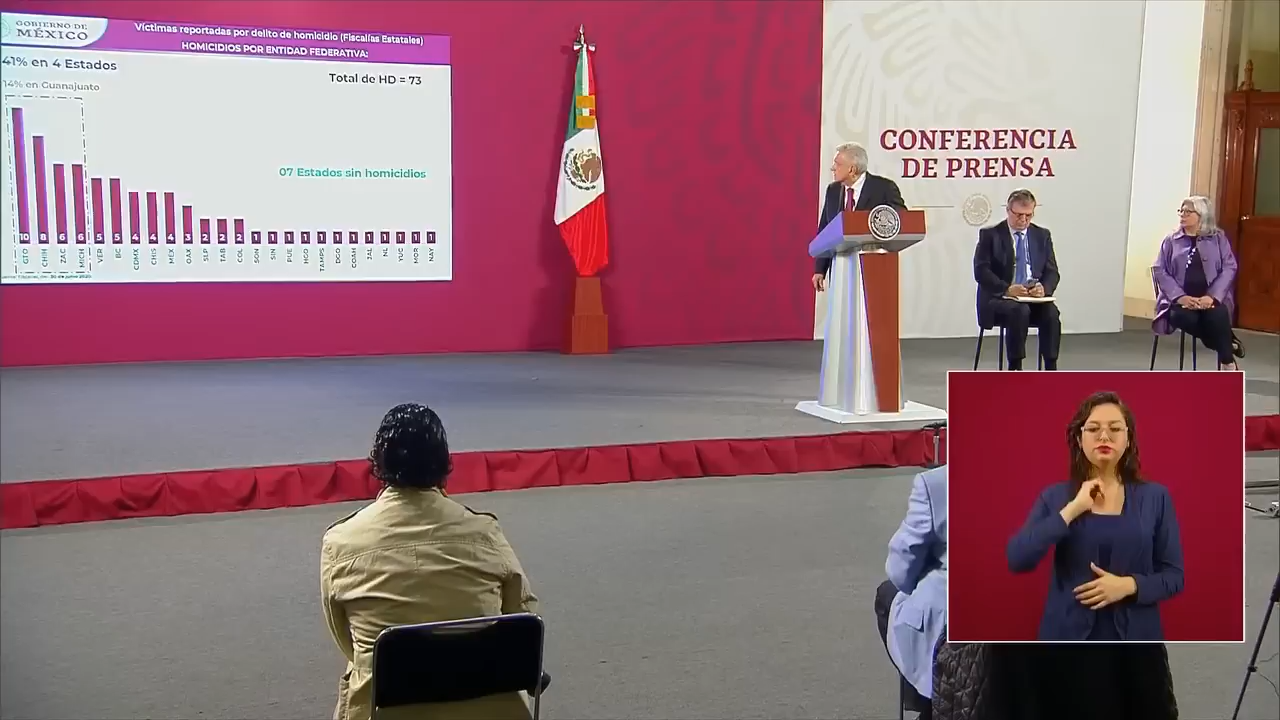 GOBIERNO DE
MÉXICO
Víctimas reportadas por delito de homicidio (Fiscalías Estatales)
HOMICIDIOS POR ENTIDAD FEDERATIVA:
41% en 4 Estados
14% en Guanajuato
Total de HD = 73
07 Estados sin homicidios
10 8 6 6 5 5 4 4 4 3 2 2 2 1 1 1 1 1 1 1 1 1 1 1 1
GTO CHIH ZAC MICH VER BC CDMX CHIS MEX OAX SLP TAB COL SON SIN PUE HGO TAMPS DGO COAH JAL NL YUC MOR NAY
CONFERENCIA
DE PRENSA